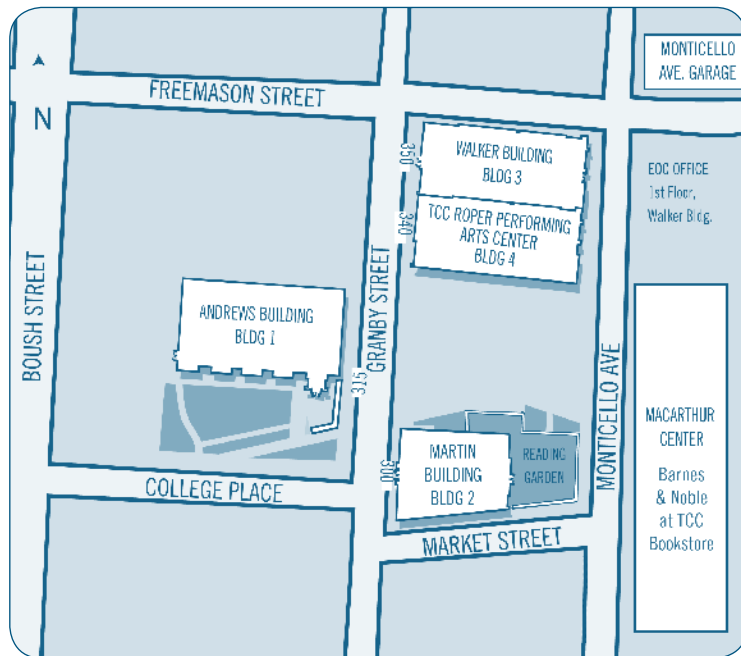 MONTICELLO
AVE. GARAGE
FREEMASON STREET
N
350
WALKER BUILDING
BLDG 3
EOC OFFICE
1st Floor,
Walker Bldg.
340
TCC ROPER PERFORMING
ARTS CENTER
BLDG 4
BOUSH STREET
ANDREWS BUILDING
BLDG 1
GRANBY STREET
315
MONTICELLO AVE
MACARTHUR
CENTER
Barnes
& Noble
at TCC
Bookstore
300
MARTIN
BUILDING
BLDG 2
READING
GARDEN
COLLEGE PLACE
MARKET STREET